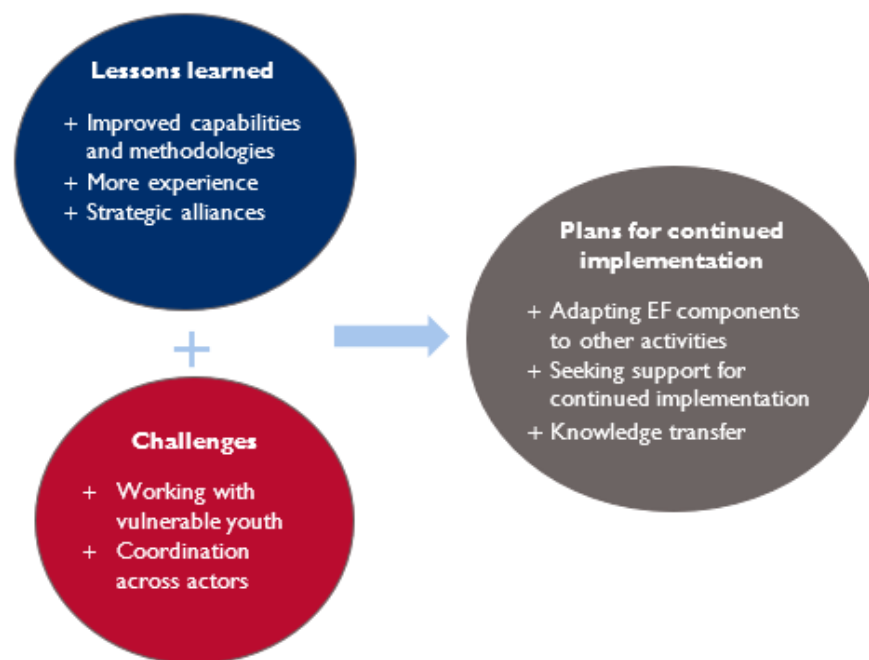 Lessons learned
+ Improved capabilities
and methodologies
+ More experience
+ Strategic alliances
+
Challenges
+ Working with
vulnerable youth
+ Coordination
across actors
Plans for continued
implementation
+ Adapting EF components
to other activities
+ Seeking support for
continued implementation
+ Knowledge transfer